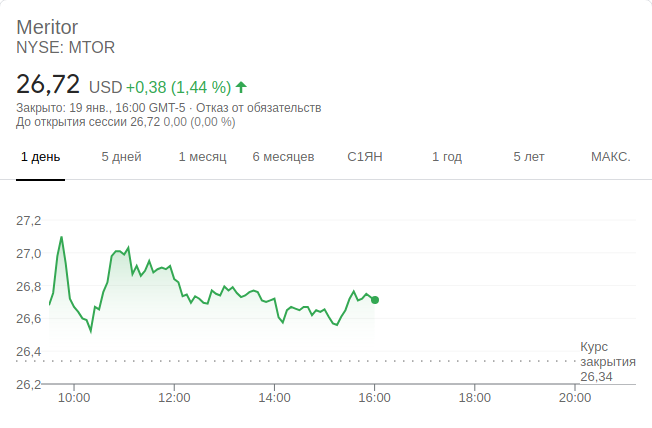 Meritor
NYSE: MTOR
26,72 USD +0,38 (1,44 %)
Закрыто: 19 янв., 16:00 GMT-5 · Отказ от обязательств
До открытия сессии 26,72 0,00 (0,00 %)
1 день 5 дней 1 месяц 6 месяцев С1ЯН 1 год 5 лет МАКС.
27,2
27,0
26,8
26,6
26,4
26,2
Курс
закрытия
26,34
10:00 12:00 14:00 16:00 18:00 20:00